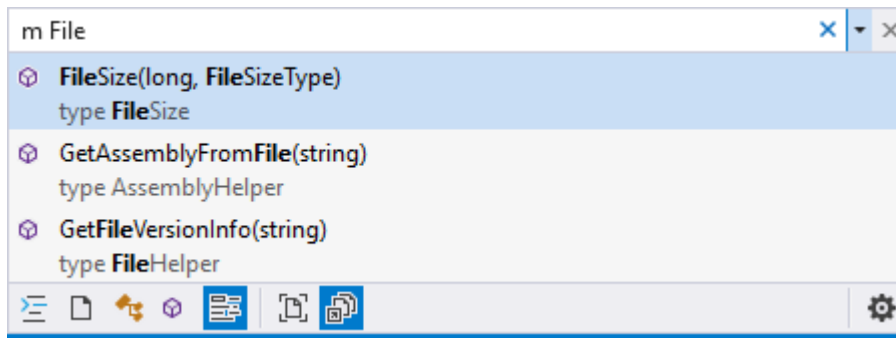 m File
FileSize(long, FileSizeType)
type FileSize
GetAssemblyFromFile(string)
type AssemblyHelper
GetFileVersionInfo(string)
type FileHelper